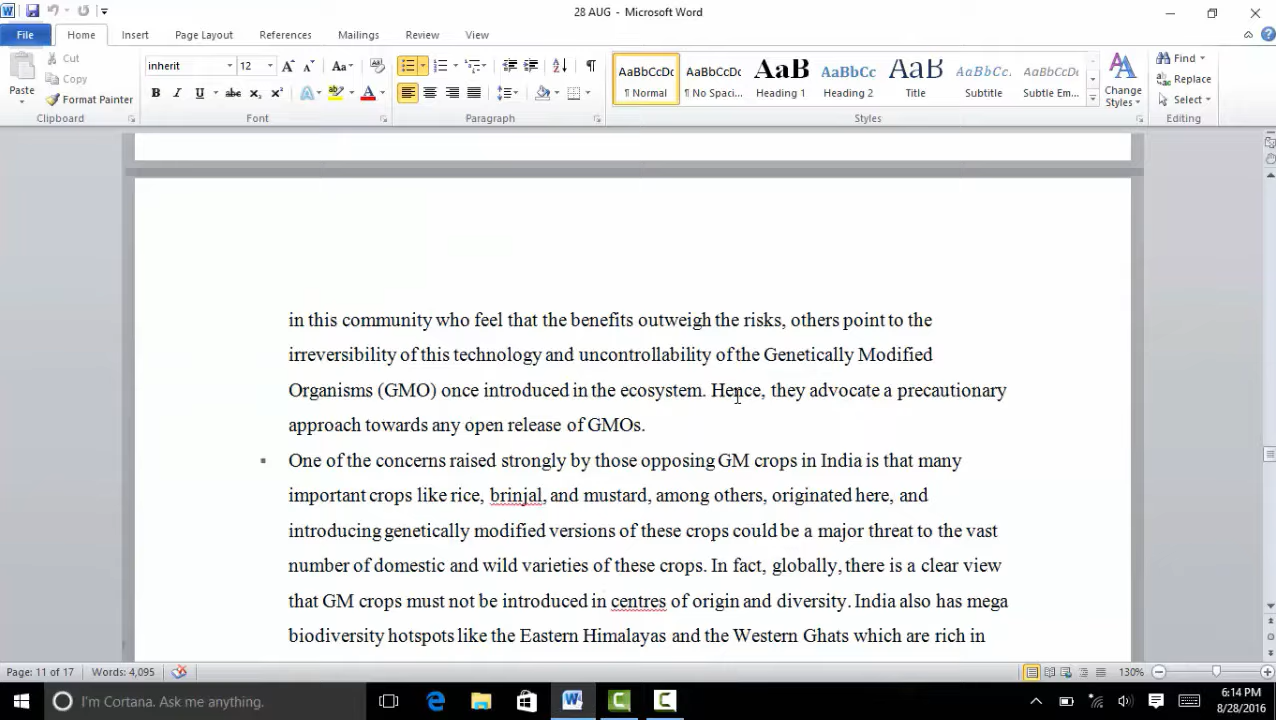 28 AUG - Microsoft Word
File Home Insert Page Layout References Mailings Review View
Paste
Cut
Copy
Format Painter
Clipboard
inherit 12
Font
Paragraph
AaBbCcDc AaBbCcDc AaB AaBbCc AaB AaBbCcI AaBbCcDc
¶ Normal ¶ No Spaci... Heading 1 Heading 2 Title Subtitle Subtle Em...
Styles
Change Styles
Find
Replace
Select
Editing
in this community who feel that the benefits outweigh the risks, others point to the
irreversibility of this technology and uncontrollability of the Genetically Modified
Organisms (GMO) once introduced in the ecosystem. Hence, they advocate a precautionary
approach towards any open release of GMOs.
▪ One of the concerns raised strongly by those opposing GM crops in India is that many
important crops like rice, brinjal, and mustard, among others, originated here, and
introducing genetically modified versions of these crops could be a major threat to the vast
number of domestic and wild varieties of these crops. In fact, globally, there is a clear view
that GM crops must not be introduced in centres of origin and diversity. India also has mega
biodiversity hotspots like the Eastern Himalayas and the Western Ghats which are rich in
Page: 11 of 17 Words: 4,095 130%
I'm Cortana. Ask me anything.
6:14 PM
8/28/2016